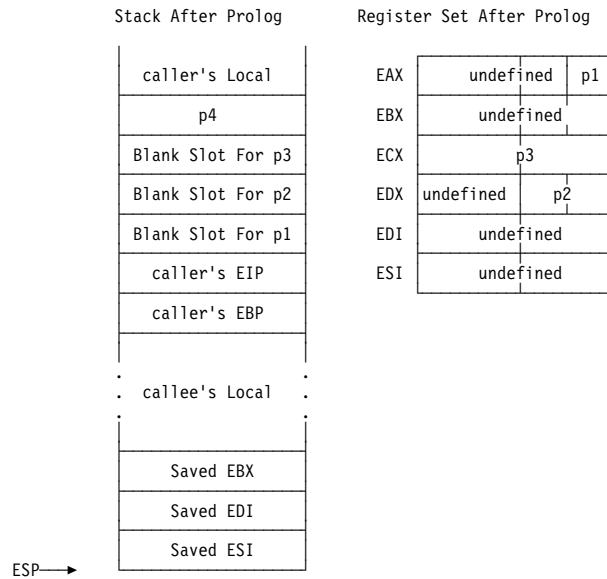 Stack After Prolog Register Set After Prolog
caller's Local EAX undefined p1
p4 EBX undefined
Blank Slot For p3 ECX p3
Blank Slot For p2 EDX undefined p2
Blank Slot For p1 EDI undefined
caller's EIP ESI undefined
caller's EBP
callee's Local
Saved EBX
Saved EDI
Saved ESI
ESP